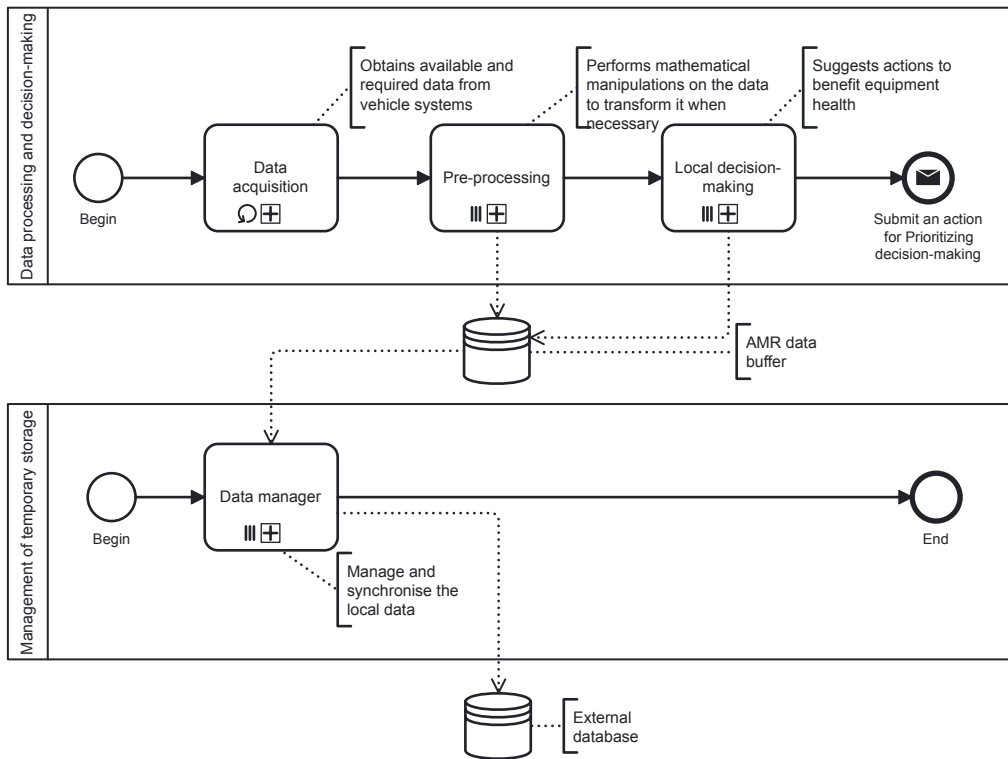 Data processing and decision-making
Obtains available and
required data from
vehicle systems
Performs mathematical
manipulations on the data
to transform it when
necessary
Suggests actions to
benefit equipment
health
Begin
Data
acquisition
Pre-processing
Local decision-
making
Submit an action
for Prioritizing
decision-making
AMR data
buffer
Management of temporary storage
Begin
Data manager
End
Manage and
synchronise the
local data
External
database